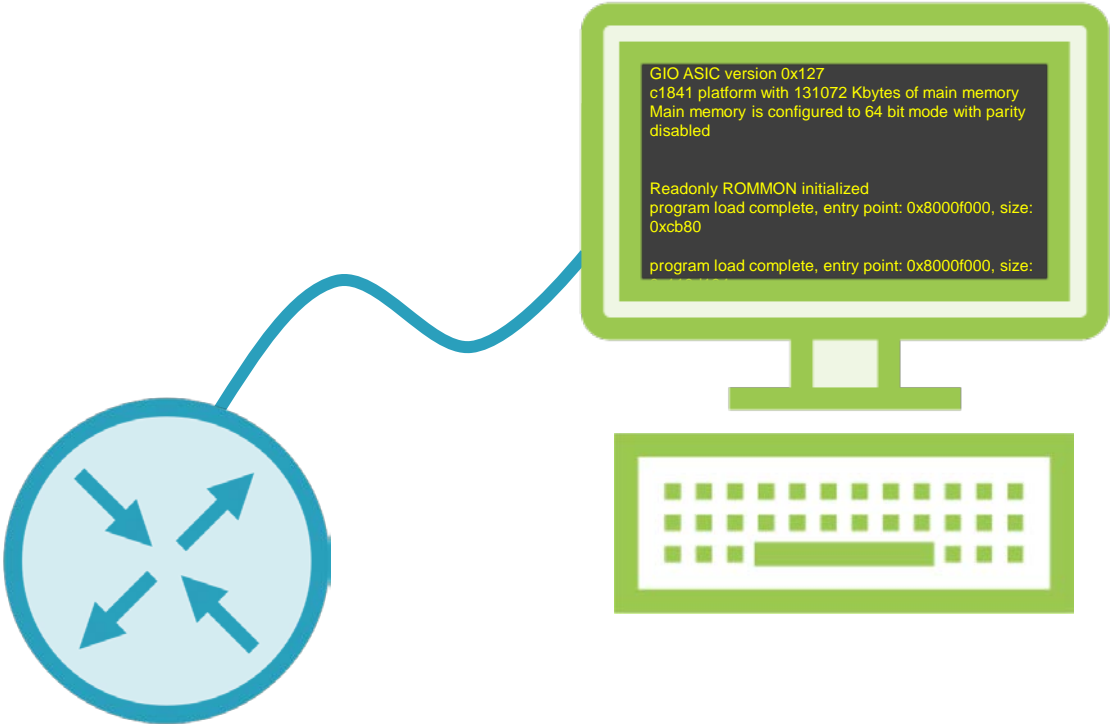 GIO ASIC version 0x127
c1841 platform with 131072 Kbytes of main memory
Main memory is configured to 64 bit mode with parity
disabled
Readonly ROMMON initialized
program load complete, entry point: 0x8000f000, size:
0xcb80
program load complete, entry point: 0x8000f000, size: